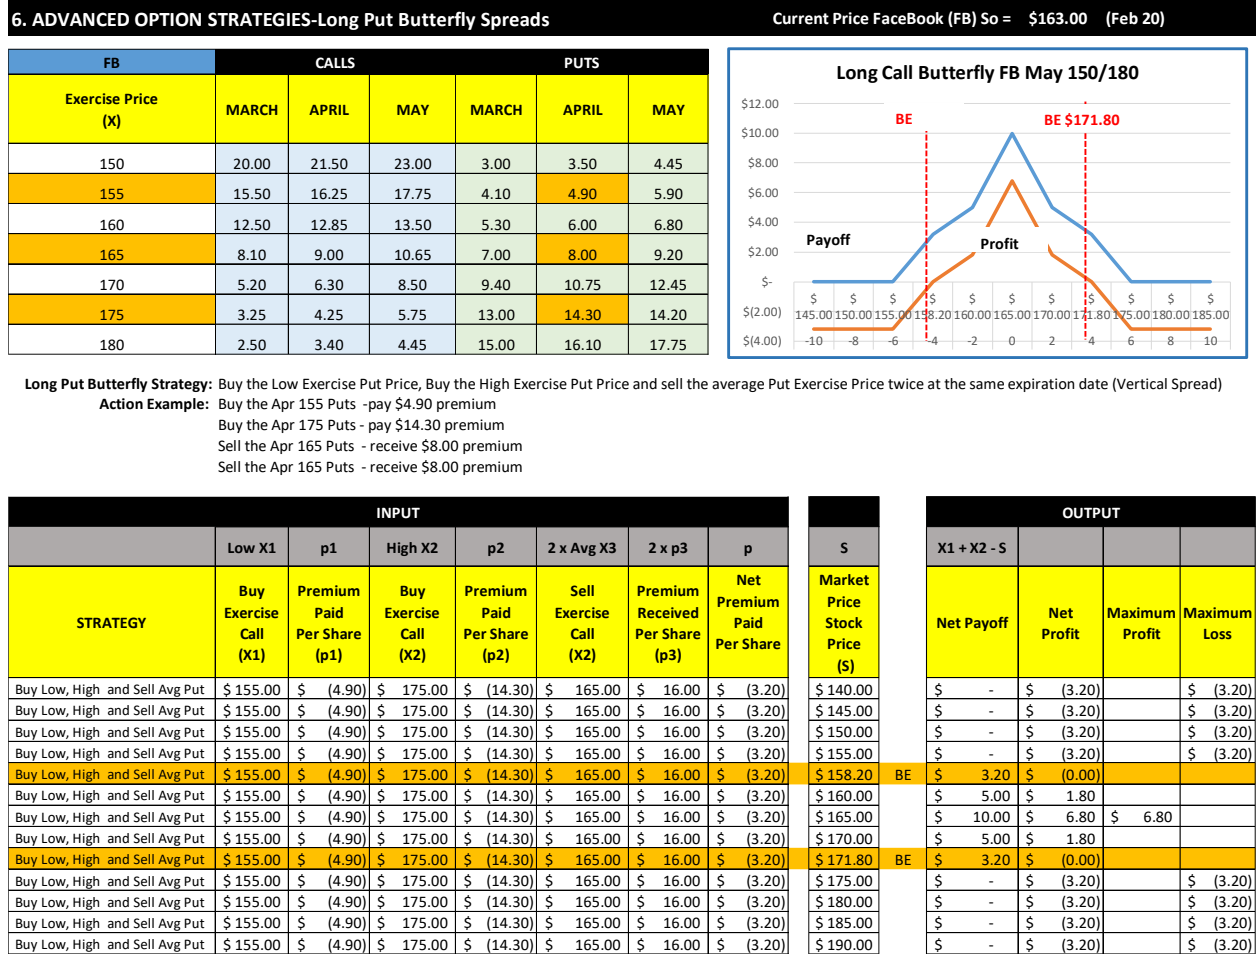 6. ADVANCED OPTION STRATEGIES-Long Put Butterfly Spreads Current Price FaceBook (FB) So = $163.00 (Feb 20)
FB CALLS PUTS
Exercise Price (X) MARCH APRIL MAY MARCH APRIL MAY
150 20.00 21.50 23.00 3.00 3.50 4.45
155 15.50 16.25 17.75 4.10 4.90 5.90
160 12.50 12.85 13.50 5.30 6.00 6.80
165 8.10 9.00 10.65 7.00 8.00 9.20
170 5.20 6.30 8.50 9.40 10.75 12.45
175 3.25 4.25 5.75 13.00 14.30 14.20
180 2.50 3.40 4.45 15.00 16.10 17.75
Long Call Butterfly FB May 150/180
$12.00
BE BE $171.80
$10.00
$8.00
$6.00
$4.00
Payoff Profit
$2.00
$-
$ $ $ $ $ $ $ $ $ $ $
$(2.00) 145.00 150.00 155.00 158.20 160.00 165.00 170.00 171.80 175.00 180.00 185.00
$(4.00) -10 -8 -6 -4 -2 0 2 4 6 8 10
Long Put Butterfly Strategy: Buy the Low Exercise Put Price, Buy the High Exercise Put Price and sell the average Put Exercise Price twice at the same expiration date (Vertical Spread)
Action Example: Buy the Apr 155 Puts -pay $4.90 premium
Buy the Apr 175 Puts - pay $14.30 premium
Sell the Apr 165 Puts - receive $8.00 premium
Sell the Apr 165 Puts - receive $8.00 premium
INPUT OUTPUT
Low X1 p1 High X2 p2 2 x Avg X3 2 x p3 p S X1 + X2 - S
STRATEGY Buy Exercise Call (X1) Premium Paid Per Share (p1) Buy Exercise Call (X2) Premium Paid Per Share (p2) Sell Exercise Call (X2) Premium Received Per Share (p3) Net Premium Paid Per Share Market Price Stock Price (S) Net Payoff Net Profit Maximum Profit Maximum Loss
Buy Low, High and Sell Avg Put $ 155.00 $ (4.90) $ 175.00 $ (14.30) $ 165.00 $ 16.00 $ (3.20) $ 140.00 $ - $ (3.20) $ (3.20)
Buy Low, High and Sell Avg Put $ 155.00 $ (4.90) $ 175.00 $ (14.30) $ 165.00 $ 16.00 $ (3.20) $ 145.00 $ - $ (3.20) $ (3.20)
Buy Low, High and Sell Avg Put $ 155.00 $ (4.90) $ 175.00 $ (14.30) $ 165.00 $ 16.00 $ (3.20) $ 150.00 $ - $ (3.20) $ (3.20)
Buy Low, High and Sell Avg Put $ 155.00 $ (4.90) $ 175.00 $ (14.30) $ 165.00 $ 16.00 $ (3.20) $ 155.00 $ - $ (3.20) $ (3.20)
Buy Low, High and Sell Avg Put $ 155.00 $ (4.90) $ 175.00 $ (14.30) $ 165.00 $ 16.00 $ (3.20) $ 158.20 BE $ 3.20 $ (0.00)
Buy Low, High and Sell Avg Put $ 155.00 $ (4.90) $ 175.00 $ (14.30) $ 165.00 $ 16.00 $ (3.20) $ 160.00 $ 5.00 $ 1.80
Buy Low, High and Sell Avg Put $ 155.00 $ (4.90) $ 175.00 $ (14.30) $ 165.00 $ 16.00 $ (3.20) $ 165.00 $ 10.00 $ 6.80 $ 6.80
Buy Low, High and Sell Avg Put $ 155.00 $ (4.90) $ 175.00 $ (14.30) $ 165.00 $ 16.00 $ (3.20) $ 170.00 $ 5.00 $ 1.80
Buy Low, High and Sell Avg Put $ 155.00 $ (4.90) $ 175.00 $ (14.30) $ 165.00 $ 16.00 $ (3.20) $ 171.80 BE $ 3.20 $ (0.00)
Buy Low, High and Sell Avg Put $ 155.00 $ (4.90) $ 175.00 $ (14.30) $ 165.00 $ 16.00 $ (3.20) $ 175.00 $ - $ (3.20) $ (3.20)
Buy Low, High and Sell Avg Put $ 155.00 $ (4.90) $ 175.00 $ (14.30) $ 165.00 $ 16.00 $ (3.20) $ 180.00 $ - $ (3.20) $ (3.20)
Buy Low, High and Sell Avg Put $ 155.00 $ (4.90) $ 175.00 $ (14.30) $ 165.00 $ 16.00 $ (3.20) $ 185.00 $ - $ (3.20) $ (3.20)
Buy Low, High and Sell Avg Put $ 155.00 $ (4.90) $ 175.00 $ (14.30) $ 165.00 $ 16.00 $ (3.20) $ 190.00 $ - $ (3.20) $ (3.20)